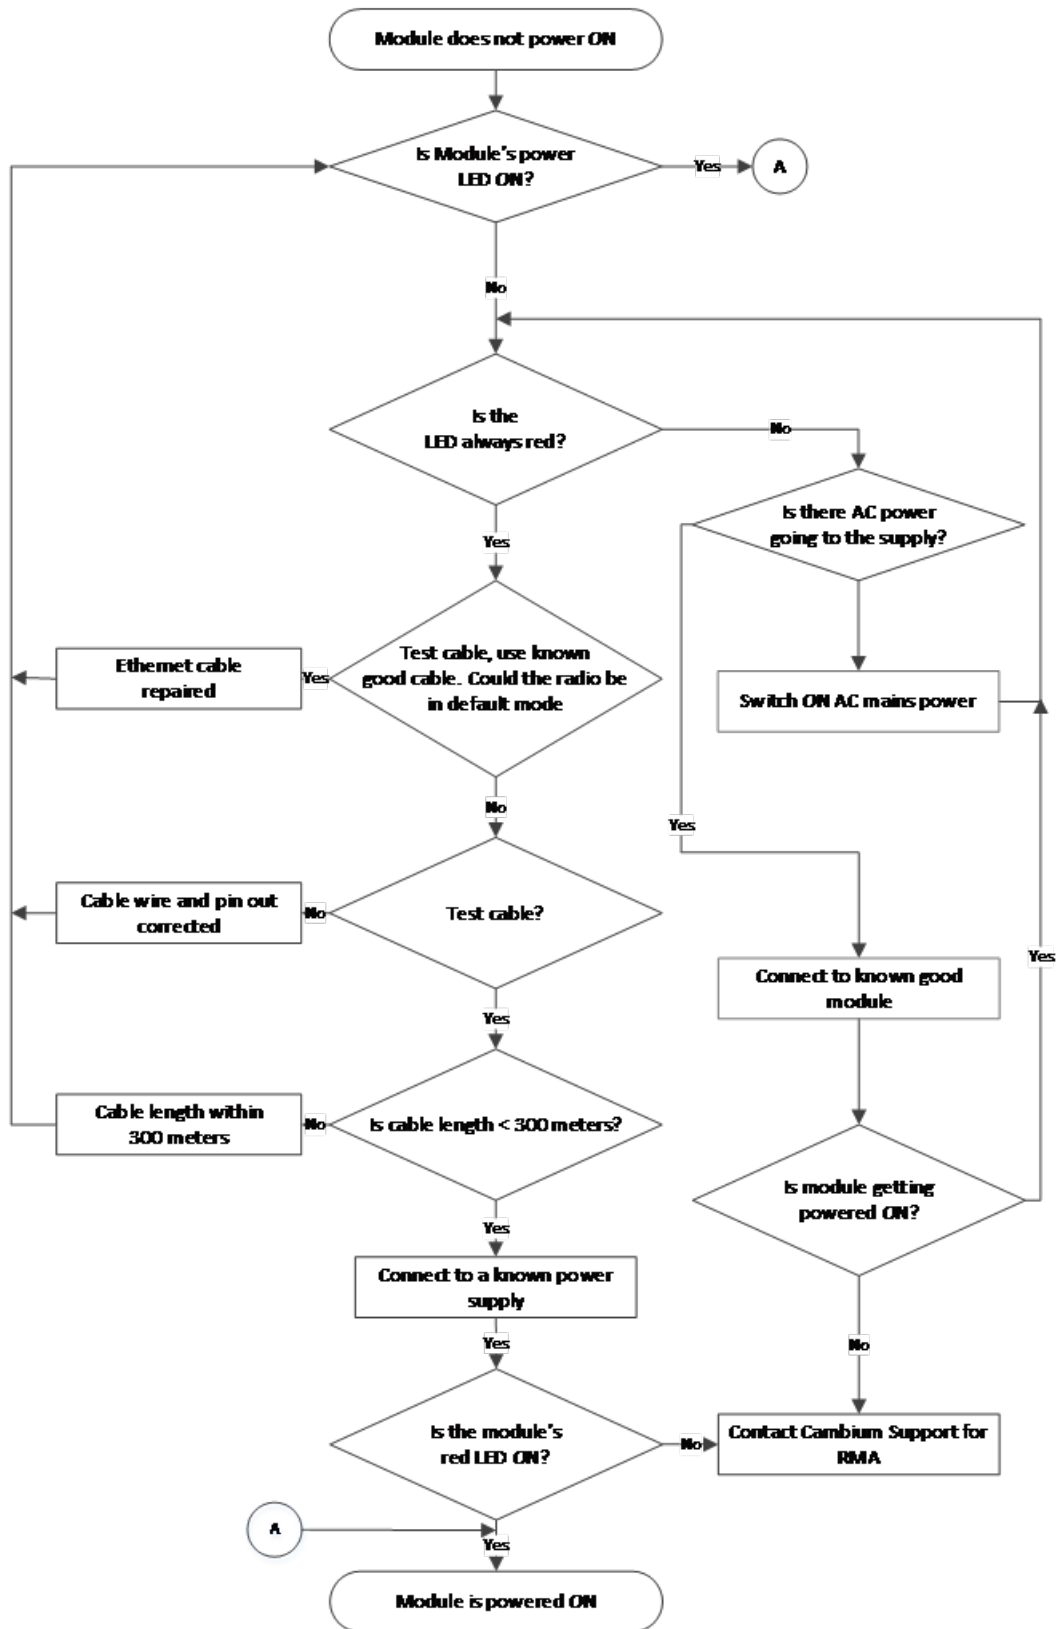 Module does not power ON
Is Module's power
LED ON?
Yes
A
No
Is the
LED always red?
No
Is there AC power
going to the supply?
Yes
Test cable, use known
good cable. Could the radio be
in default mode
Yes
Ethernet cable
repaired
Switch ON AC mains power
No
Yes
Test cable?
No
Cable wire and pin out
corrected
Yes
Connect to known good
module
Yes
Is cable length < 300 meters?
No
Cable length within
300 meters
Is module getting
powered ON?
Yes
Connect to a known power
supply
Yes
No
Is the module's
red LED ON?
No
Contact Cambium Support for
RMA
A
Yes
Module is powered ON